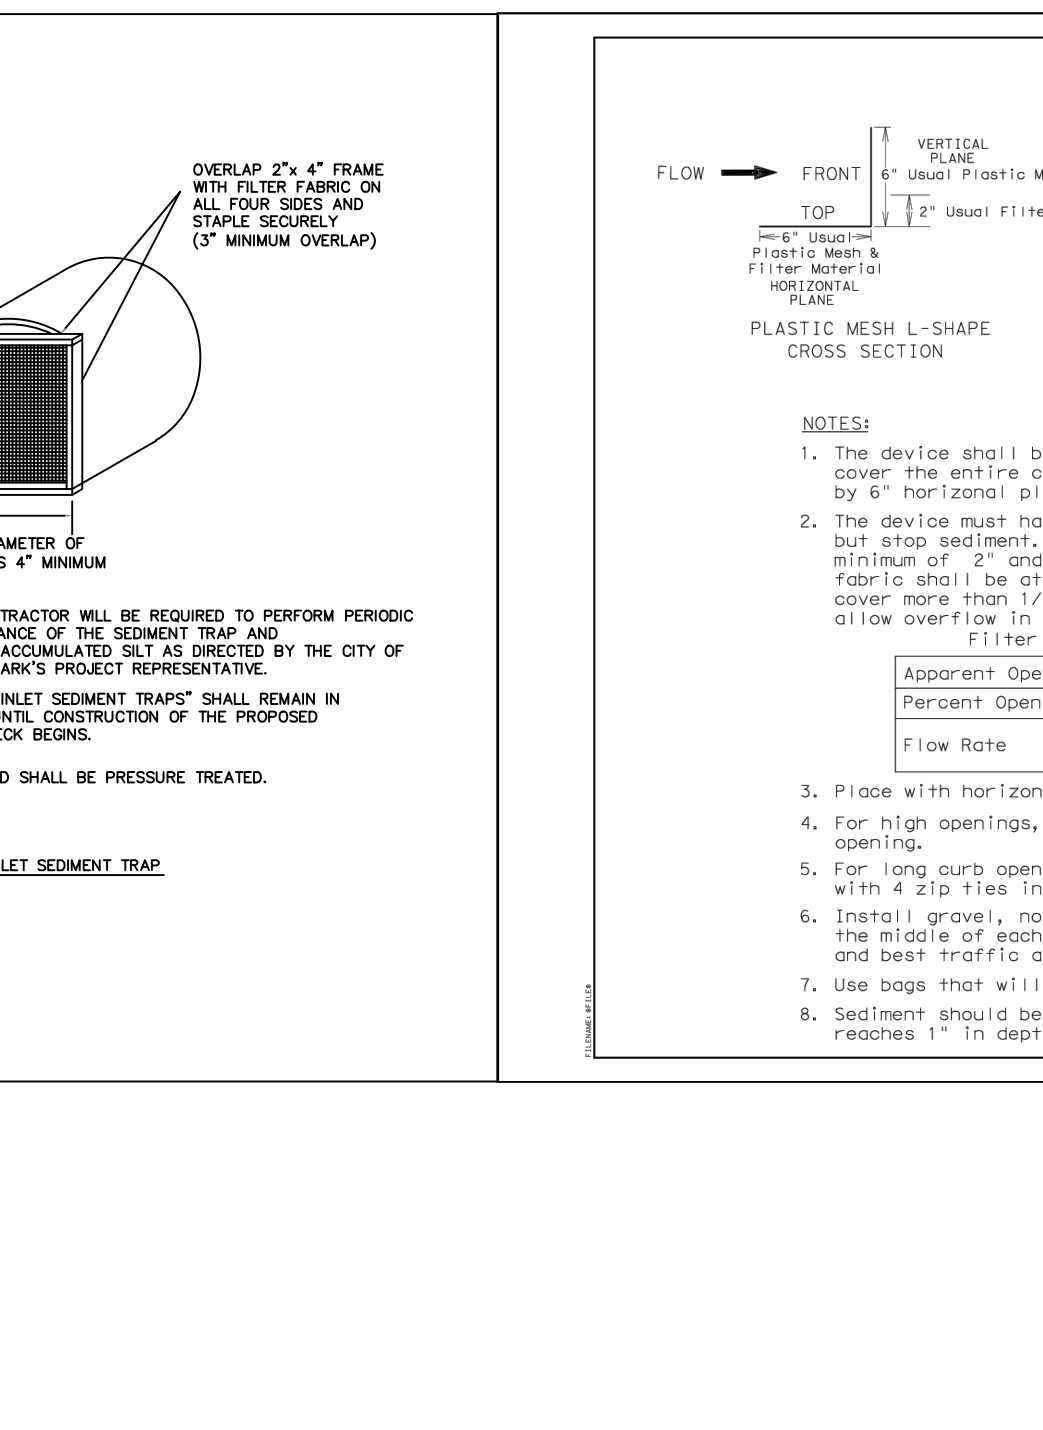 OVERLAP 2"x 4" FRAME
WITH FILTER FABRIC ON
ALL FOUR SIDES AND
STAPLE SECURELY
(3" MINIMUM OVERLAP)
AMETER OF
S 4" MINIMUM
TRACTOR WILL BE REQUIRED TO PERFORM PERIODIC
ANCE OF THE SEDIMENT TRAP AND
ACCUMULATED SILT AS DIRECTED BY THE CITY OF
ARK'S PROJECT REPRESENTATIVE.
INLET SEDIMENT TRAPS" SHALL REMAIN IN
UNTIL CONSTRUCTION OF THE PROPOSED
ECK BEGINS.
D SHALL BE PRESSURE TREATED.
LET SEDIMENT TRAP
FLOW
FRONT
TOP
VERTICAL
PLANE
6" Usual Plastic M
2" Usual Filte
6" Usual
Plastic Mesh &
Filter Material
HORIZONTAL
PLANE
PLASTIC MESH L-SHAPE
CROSS SECTION
NOTES:
1. The device shall b
cover the entire c
by 6" horizonal pl
2. The device must ha
but stop sediment.
minimum of 2" and
fabric shall be at
cover more than 1/
allow overflow in
Filter
Apparent Ope
Percent Open
Flow Rate
3. Place with horizon
4. For high openings,
opening.
5. For long curb open
with 4 zip ties in
6. Install gravel, no
the middle of each
and best traffic a
7. Use bags that will
8. Sediment should be
reaches 1" in dept
FILENAME: $FILE$